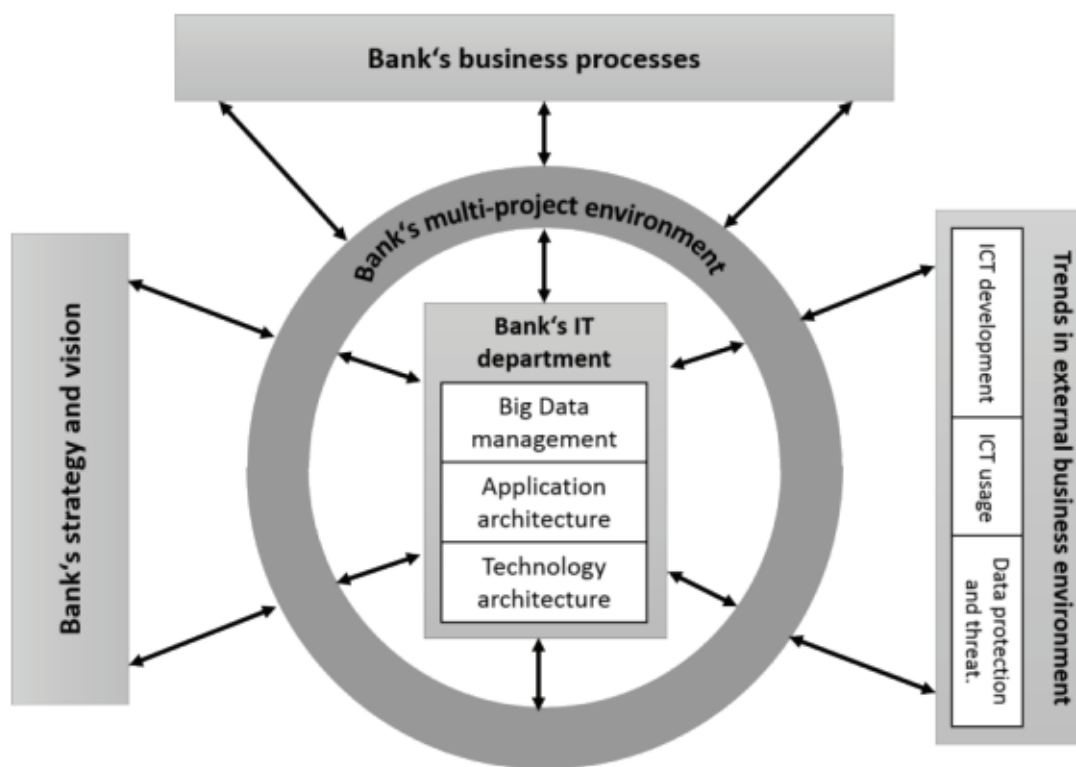 Bank‘s business processes
Bank‘s multi-project environment
Bank‘s strategy and vision
Bank‘s IT
department
Big Data
management
Application
architecture
Technology
architecture
Trends in external business environment
ICT development
ICT usage
Data protection
and threat.